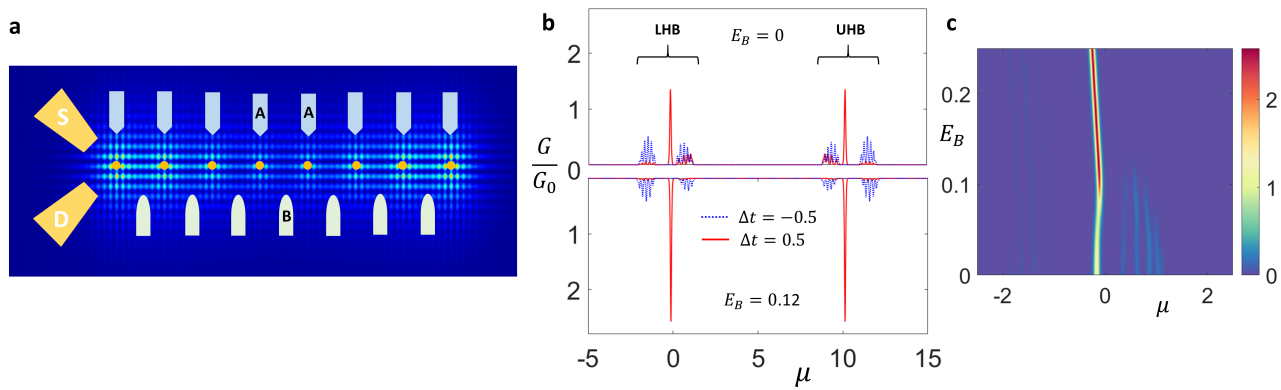 a
S
D
A A
B
b
LHB
UHB
E_B = 0
G/G_0
2
1
0
0
1
2
Δt = −0.5
Δt = 0.5
E_B = 0.12
-5 0 5 10 15
μ
c
E_B
0.2
0.1
0
-2 0 2
μ
2
1
0